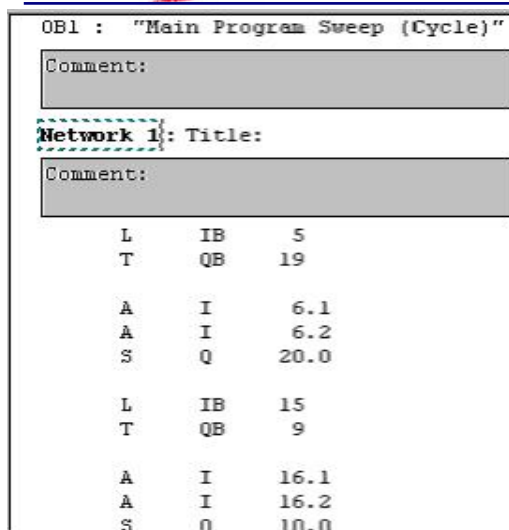 OB1 : "Main Program Sweep (Cycle)"
Comment:
Network 1: Title:
Comment:
L IB 5
T QB 19
A I 6.1
A I 6.2
S Q 20.0
L IB 15
T QB 9
A I 16.1
A I 16.2
S Q 10.0